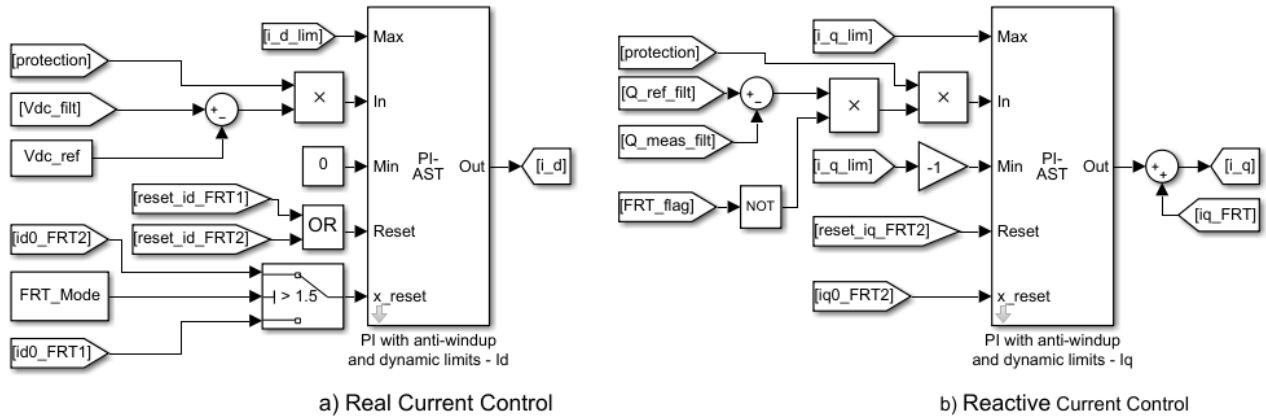 [i_d_lim]
Max
[protection]
×
In
[Vdc_filt]
+
−
Vdc_ref
0
Min
PI-
AST
Out
[i_d]
[reset_id_FRT1]
[reset_id_FRT2]
OR
Reset
[id0_FRT2]
FRT_Mode
> 1.5
x_reset
[id0_FRT1]
PI with anti-windup
and dynamic limits - Id
a) Real Current Control
[i_q_lim]
Max
[protection]
[Q_ref_filt]
+
−
×
×
In
[Q_meas_filt]
[i_q_lim]
-1
Min
PI-
AST
Out
+
+
[i_q]
[iq_FRT]
[FRT_flag]
NOT
[reset_iq_FRT2]
Reset
[iq0_FRT2]
x_reset
PI with anti-windup
and dynamic limits - Iq
b) Reactive Current Control